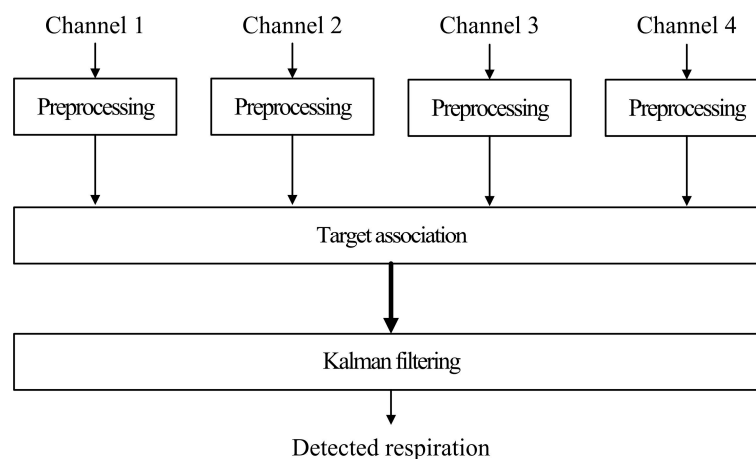 Channel 1 Channel 2 Channel 3 Channel 4
Preprocessing Preprocessing Preprocessing Preprocessing
Target association
Kalman filtering
Detected respiration